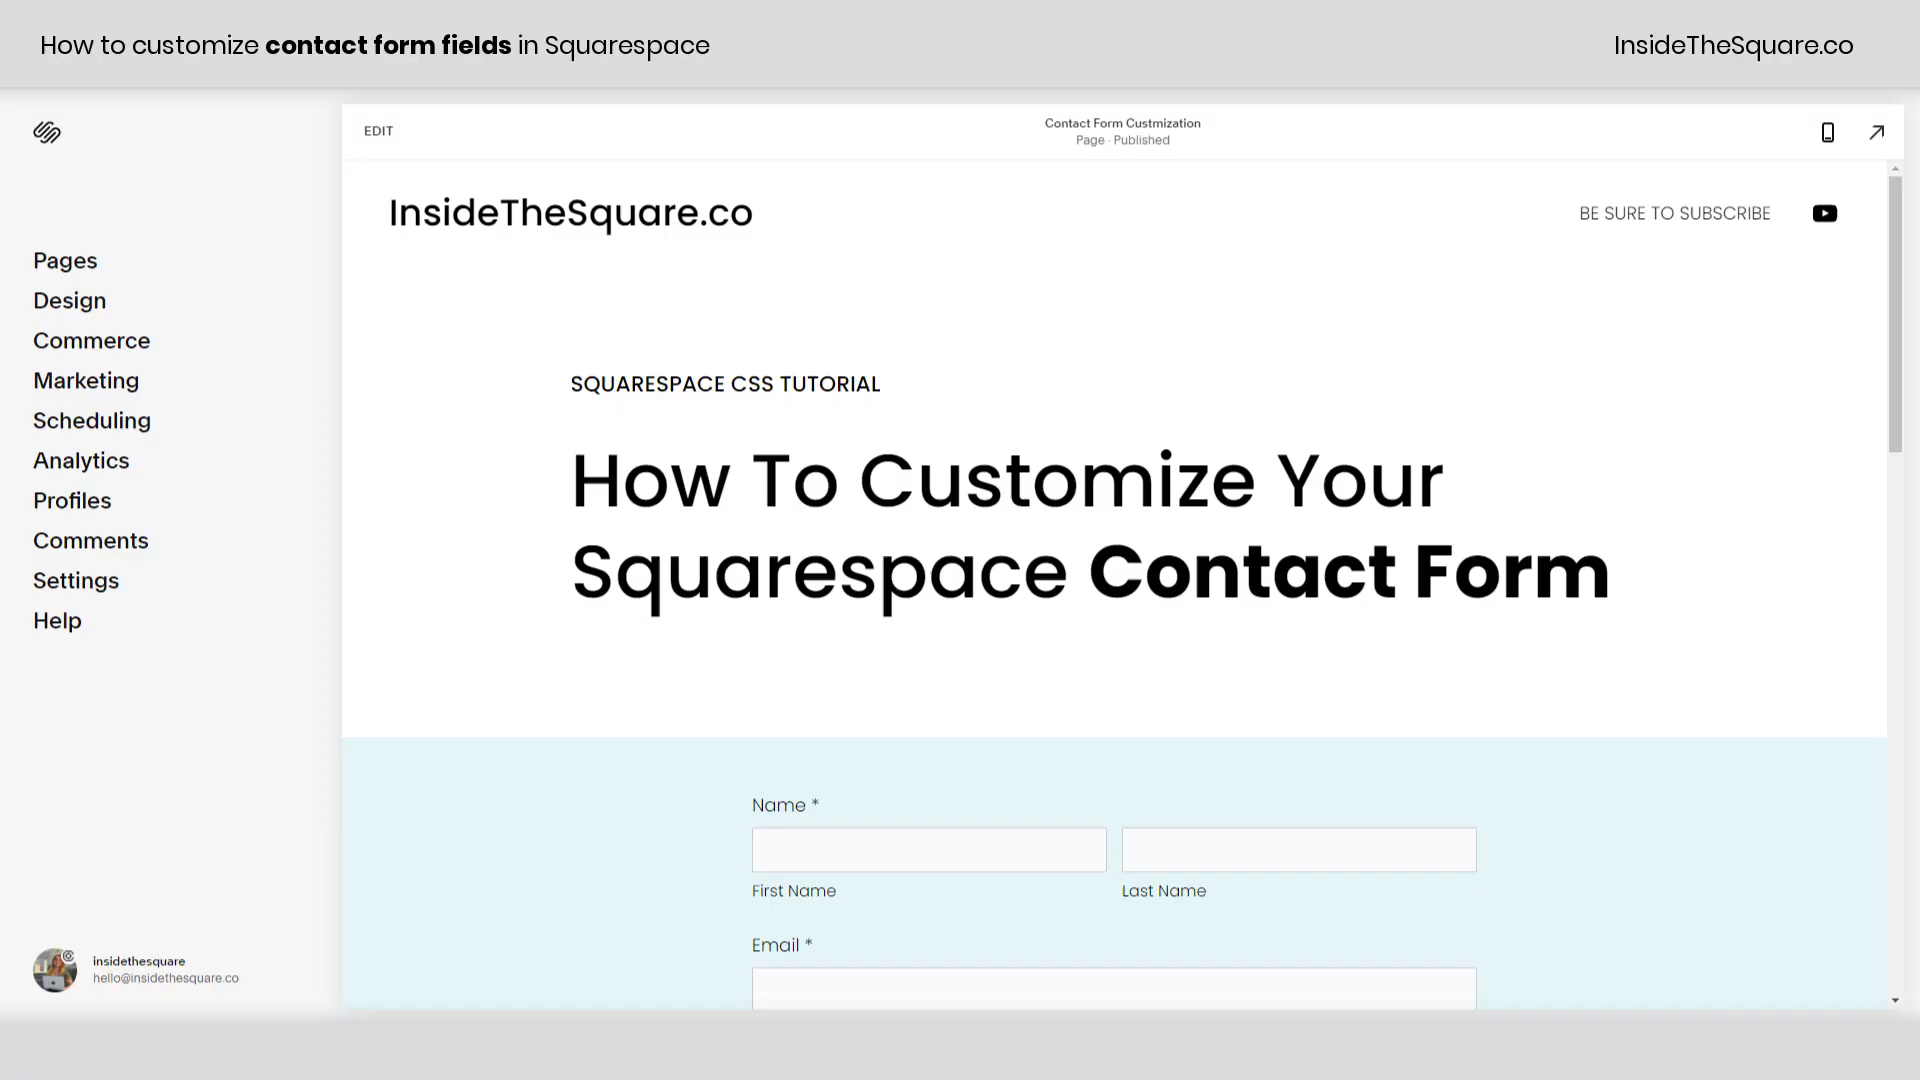 How to customize contact form fields in Squarespace
InsideTheSquare.co
EDIT
Contact Form Custmization
Page · Published
InsideTheSquare.co
BE SURE TO SUBSCRIBE
Pages
Design
Commerce
Marketing
Scheduling
Analytics
Profiles
Comments
Settings
Help
SQUARESPACE CSS TUTORIAL
How To Customize Your
Squarespace Contact Form
Name *
First Name
Last Name
Email *
insidethesquare
hello@insidethesquare.co